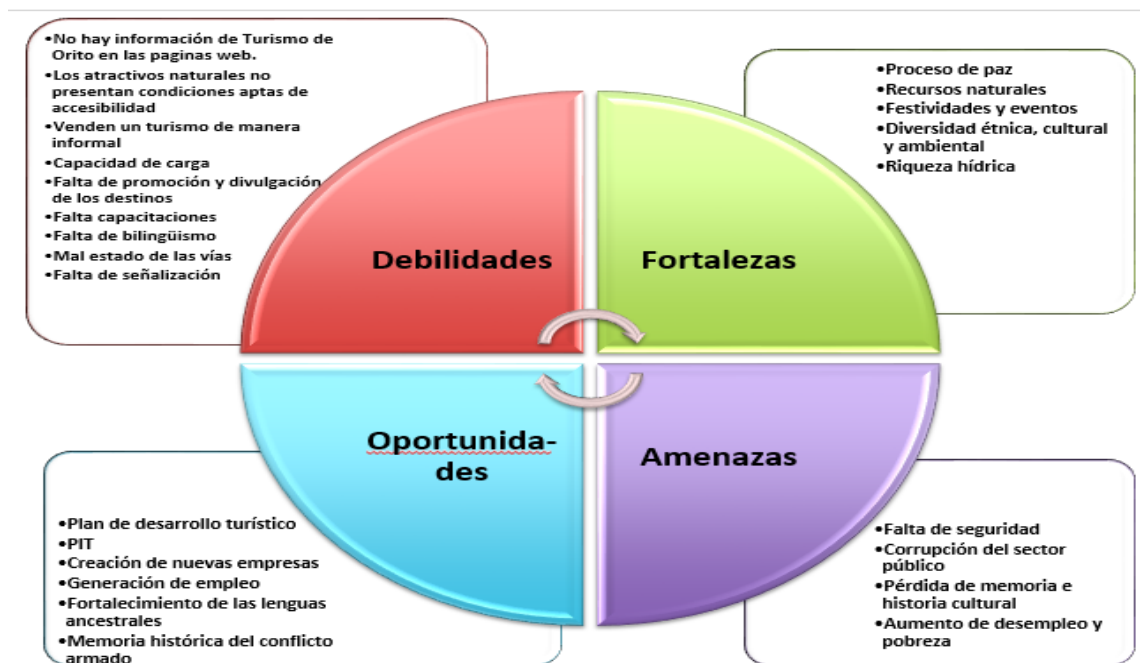 •No hay información de Turismo de
Orito en las paginas web.
•Los atractivos naturales no
presentan condiciones aptas de
accesibilidad
•Venden un turismo de manera
informal
•Capacidad de carga
•Falta de promoción y divulgación
de los destinos
•Falta capacitaciones
•Falta de bilingüismo
•Mal estado de las vías
•Falta de señalización
Debilidades
•Proceso de paz
•Recursos naturales
•Festividades y eventos
•Diversidad étnica, cultural
y ambiental
•Riqueza hídrica
Fortalezas
Oportunida-
des
•Plan de desarrollo turístico
•PIT
•Creación de nuevas empresas
•Generación de empleo
•Fortalecimiento de las lenguas
ancestrales
•Memoria histórica del conflicto
armado
Amenazas
•Falta de seguridad
•Corrupción del sector
público
•Pérdida de memoria e
historia cultural
•Aumento de desempleo y
pobreza